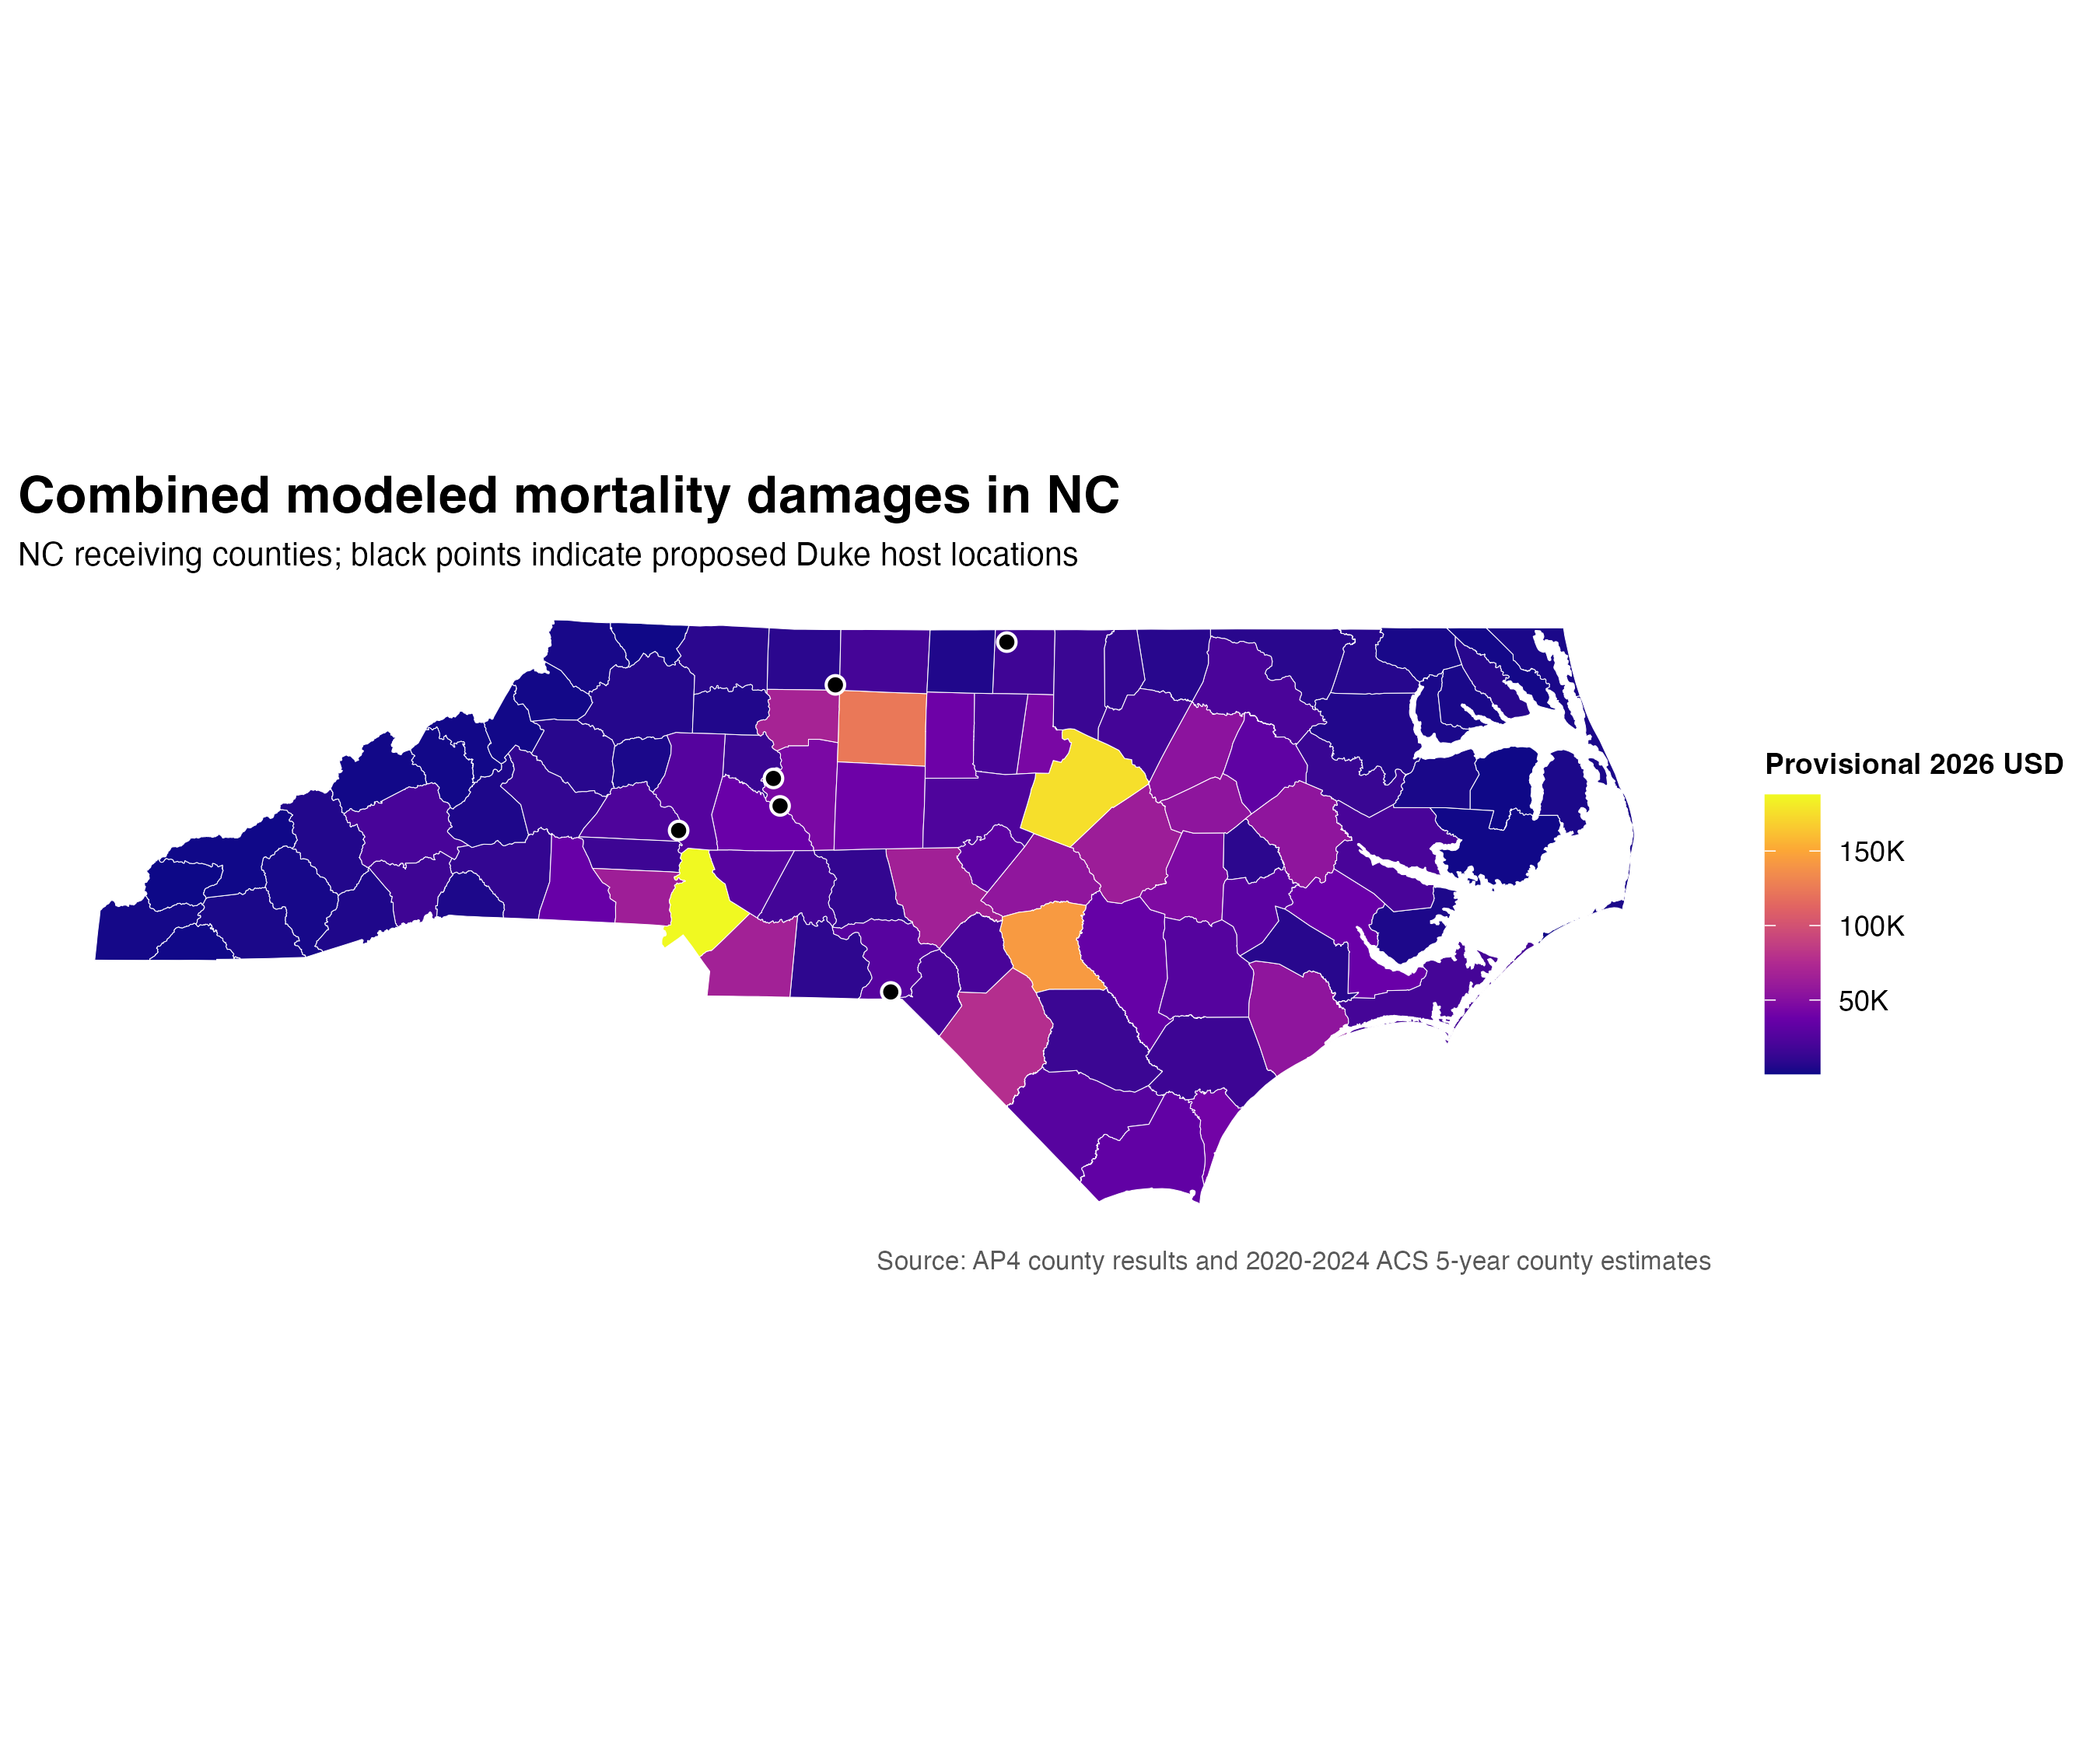 Combined modeled mortality damages in NC
NC receiving counties; black points indicate proposed Duke host locations
Provisional 2026 USD
150K
100K
50K
Source: AP4 county results and 2020-2024 ACS 5-year county estimates